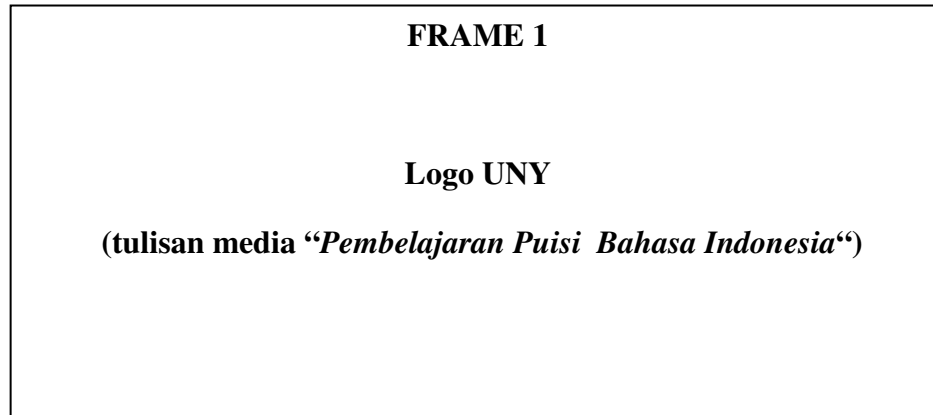 FRAME 1
Logo UNY
(tulisan media “Pembelajaran Puisi  Bahasa Indonesia“)